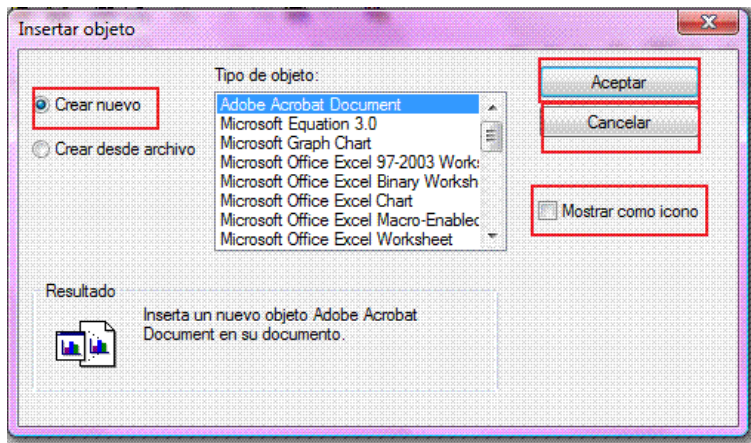 Insertar objeto
Crear nuevo
Crear desde archivo
Tipo de objeto:
Adobe Acrobat Document
Microsoft Equation 3.0
Microsoft Graph Chart
Microsoft Office Excel 97-2003 Works
Microsoft Office Excel Binary Worksh
Microsoft Office Excel Chart
Microsoft Office Excel Macro-Enabled
Microsoft Office Excel Worksheet
Aceptar
Cancelar
Mostrar como icono
Resultado
Inserta un nuevo objeto Adobe Acrobat
Document en su documento.